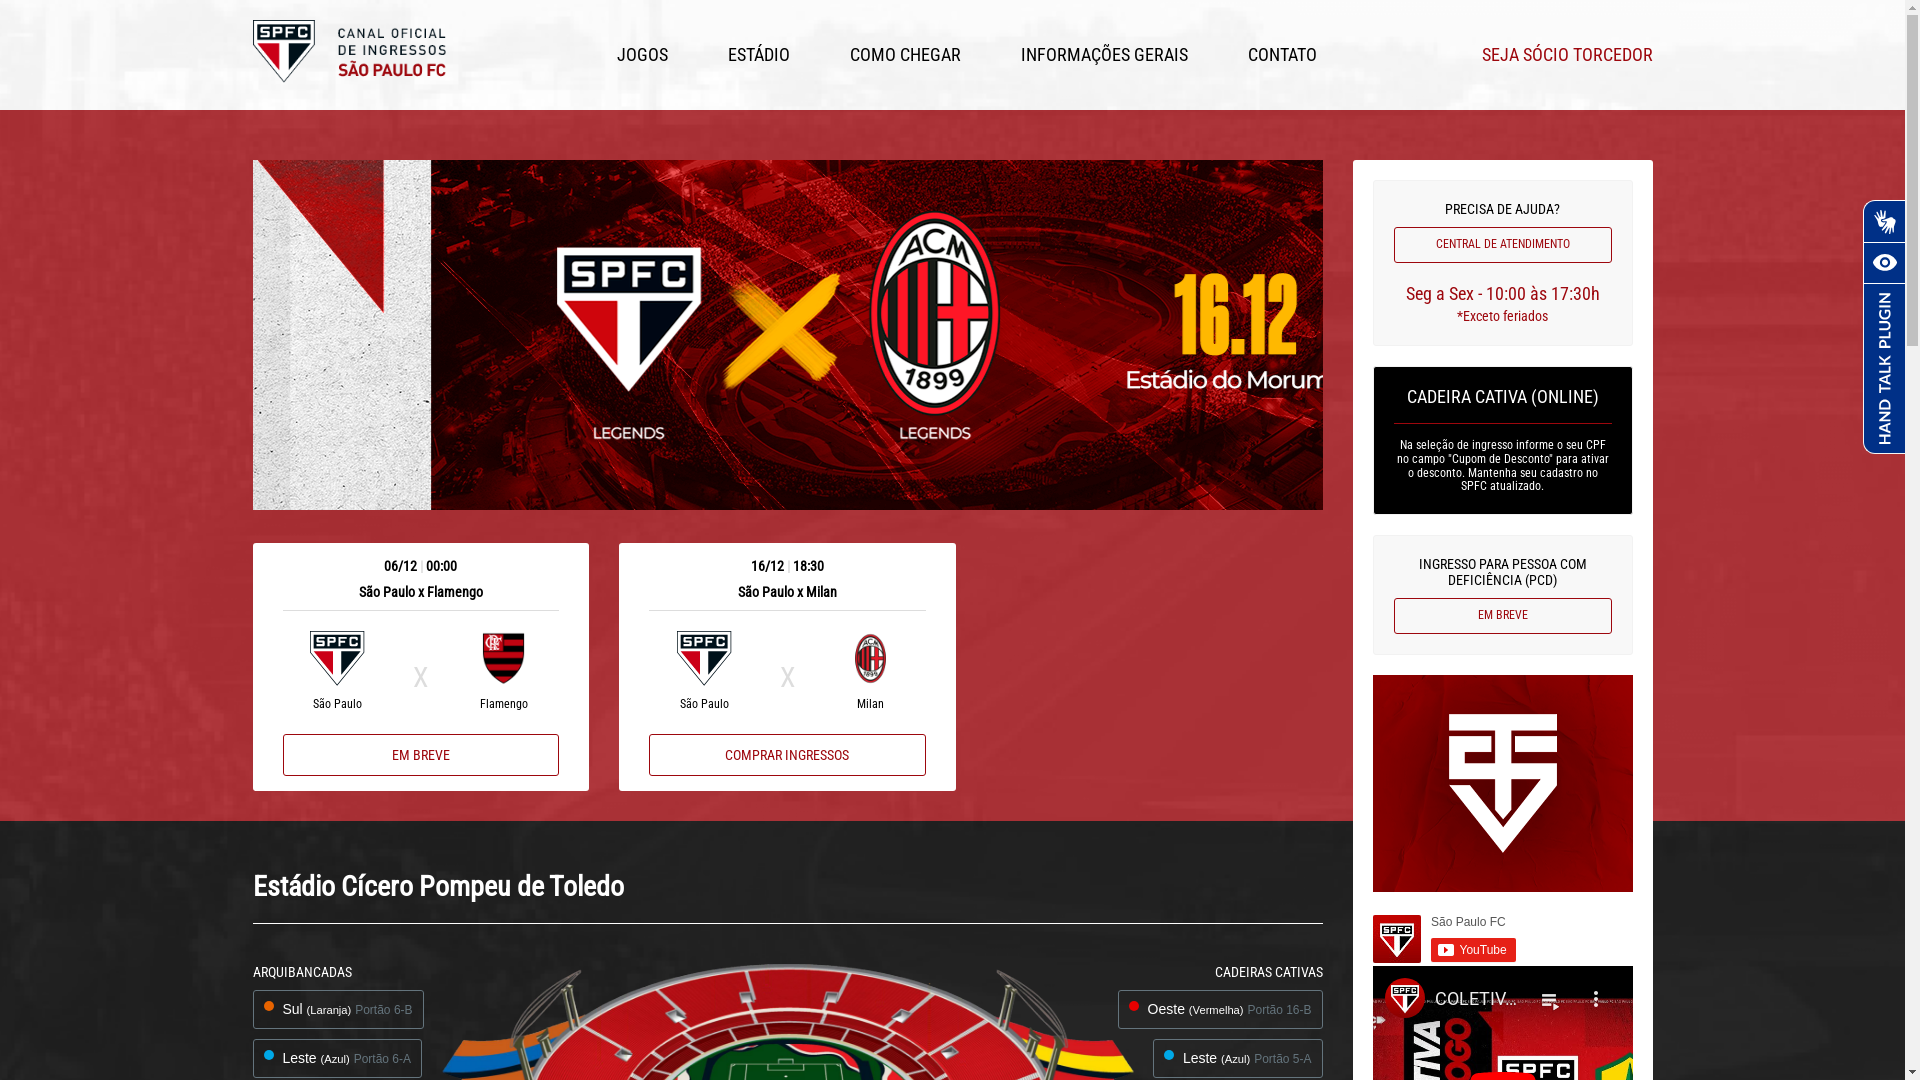 SPFC
CANAL OFICIAL
DE INGRESSOS
SÃO PAULO FC
JOGOS
ESTÁDIO
COMO CHEGAR
INFORMAÇÕES GERAIS
CONTATO
SEJA SÓCIO TORCEDOR
SPFC
LEGENDS
ACM
1899
LEGENDS
16.12
Estádio do Morum
06/12 | 00:00
São Paulo x Flamengo
SPFC
X
São Paulo
Flamengo
EM BREVE
16/12 | 18:30
São Paulo x Milan
SPFC
X
São Paulo
Milan
COMPRAR INGRESSOS
PRECISA DE AJUDA?
CENTRAL DE ATENDIMENTO
Seg a Sex - 10:00 às 17:30h
*Exceto feriados
CADEIRA CATIVA (ONLINE)
Na seleção de ingresso informe o seu CPF
no campo "Cupom de Desconto" para ativar
o desconto. Mantenha seu cadastro no
SPFC atualizado.
INGRESSO PARA PESSOA COM
DEFICIÊNCIA (PCD)
EM BREVE
SPFC
São Paulo FC
YouTube
SPFC
COLETIV...
SPFC
HAND TALK PLUGIN
Estádio Cícero Pompeu de Toledo
ARQUIBANCADAS
Sul (Laranja) Portão 6-B
Leste (Azul) Portão 6-A
CADEIRAS CATIVAS
Oeste (Vermelha) Portão 16-B
Leste (Azul) Portão 5-A